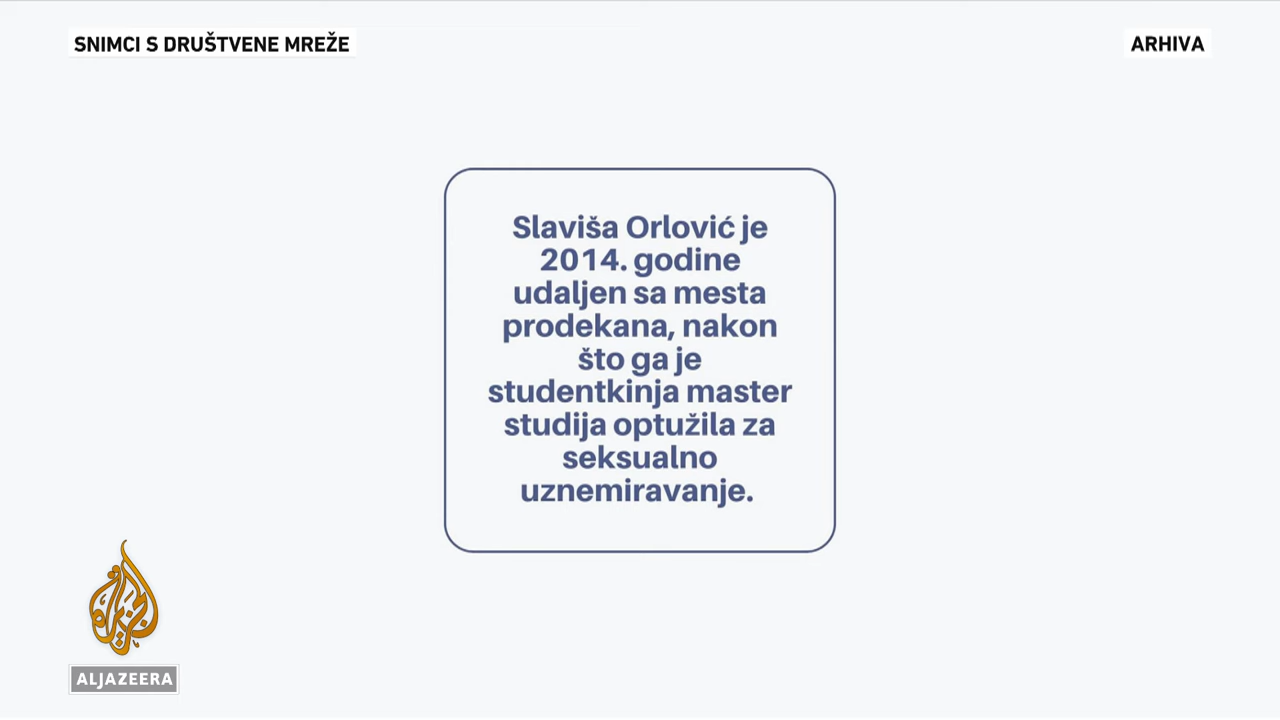 SNIMCI S DRUŠTVENE MREŽE
ARHIVA
Slaviša Orlović je
2014. godine
udaljen sa mesta
prodekana, nakon
što ga je
studentkinja master
studija optužila za
seksualno
uznemiravanje.
الجزيرة
ALJAZEERA